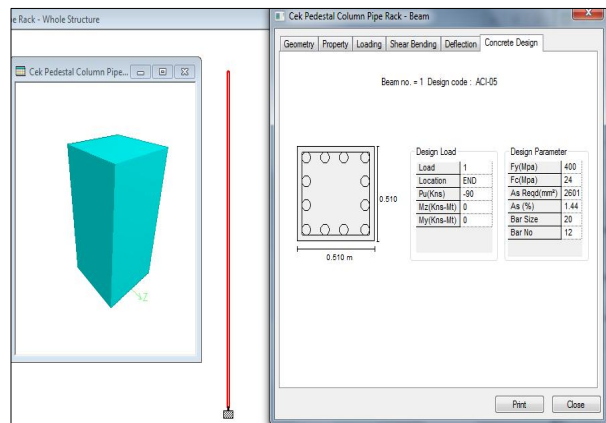 e Rack - Whole Structure
Cek Pedestal Column Pipe...
Z
Cek Pedestal Column Pipe Rack - Beam
Geometry Property Loading Shear Bending Deflection Concrete Design
Beam no. = 1 Design code : ACI-05
0.510
0.510 m
Design Load
Load 1
Location END
Pu(Kns) -90
Mz(Kns-Mt) 0
My(Kns-Mt) 0
Design Parameter
Fy(Mpa) 400
Fc(Mpa) 24
As Reqd(mm²) 2601
As (%) 1.44
Bar Size 20
Bar No 12
Print Close